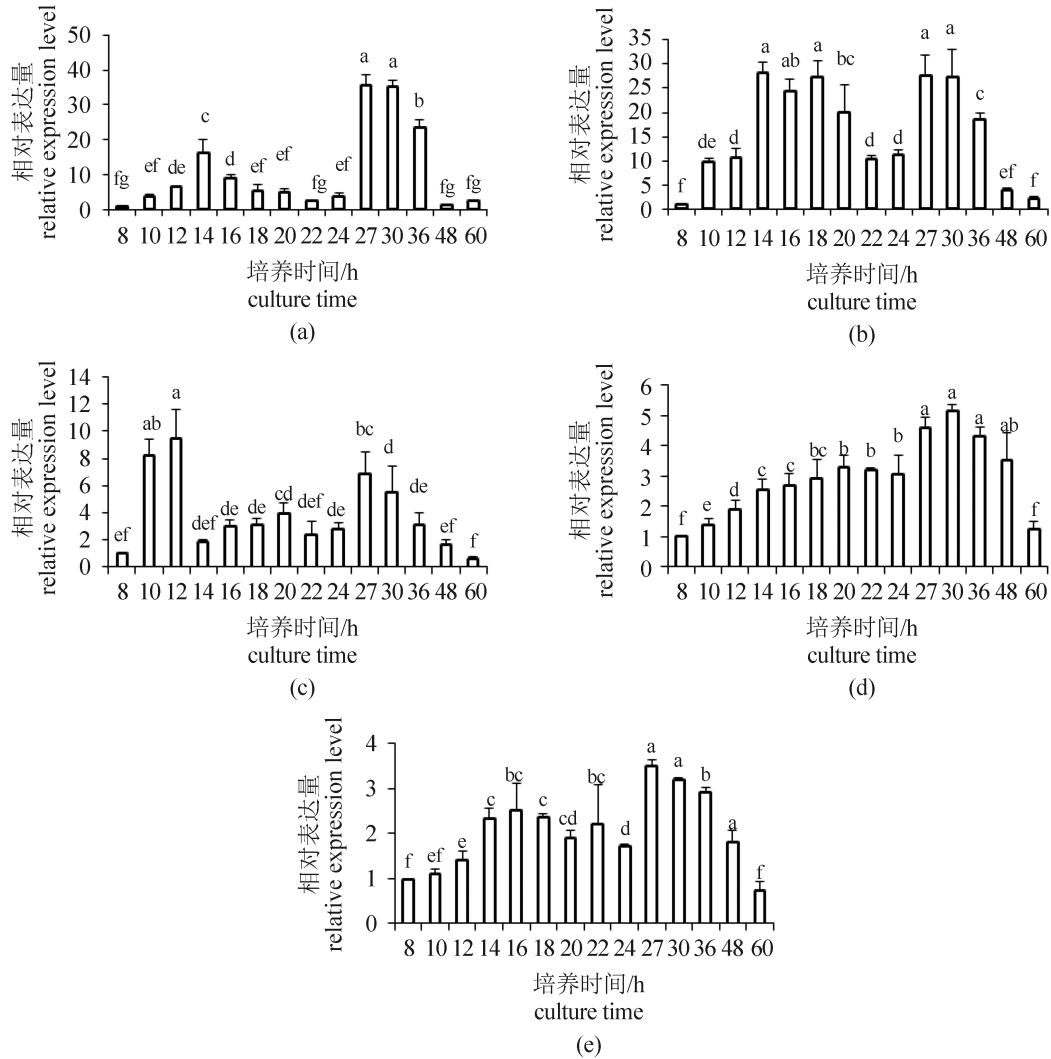 相对表达量
relative expression level
50
40
30
20
10
0
fg
ef
de
c
d
ef
ef
fg
ef
a
a
b
fg
fg
8 10 12 14 16 18 20 22 24 27 30 36 48 60
培养时间/h
culture time
(a)
相对表达量
relative expression level
35
30
25
20
15
10
5
0
f
de
d
a
ab
a
bc
d
d
a
a
c
ef
f
8 10 12 14 16 18 20 22 24 27 30 36 48 60
培养时间/h
culture time
(b)
相对表达量
relative expression level
14
12
10
8
6
4
2
0
ef
ab
a
def
de
de
cd
def
de
bc
d
de
ef
f
8 10 12 14 16 18 20 22 24 27 30 36 48 60
培养时间/h
culture time
(c)
相对表达量
relative expression level
6
5
4
3
2
1
0
f
e
d
c
c
bc
b
b
b
a
a
a
ab
f
8 10 12 14 16 18 20 22 24 27 30 36 48 60
培养时间/h
culture time
(d)
相对表达量
relative expression level
4
3
2
1
0
f
ef
e
c
bc
c
cd
bc
d
a
a
b
a
f
8 10 12 14 16 18 20 22 24 27 30 36 48 60
培养时间/h
culture time
(e)